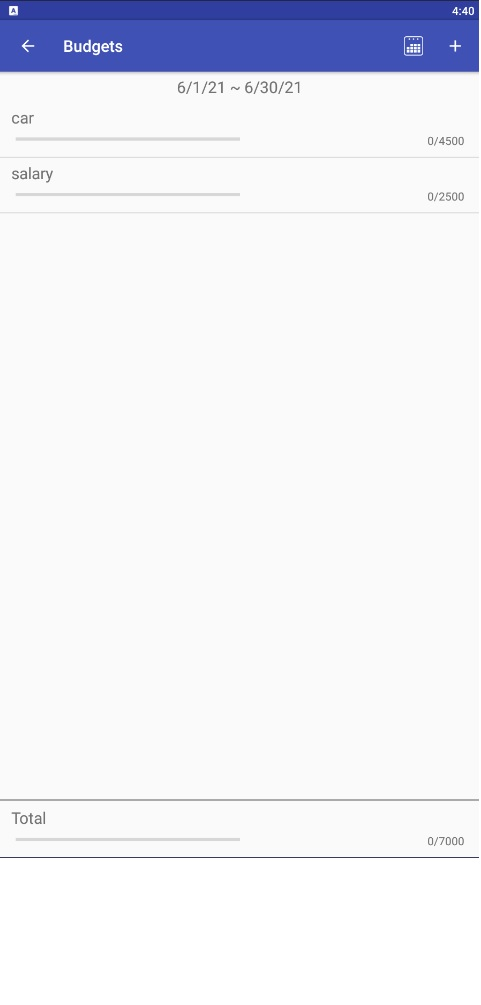 A 4:40
Budgets
6/1/21 ~ 6/30/21
car
0/4500
salary
0/2500
Total
0/7000